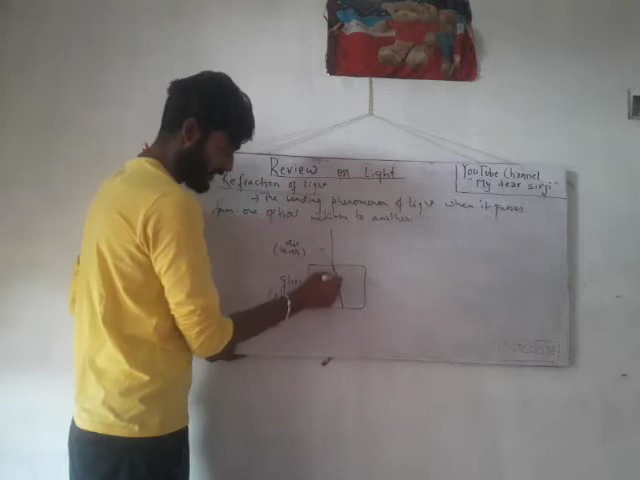 Review on Light
YouTube Channel
"My dear sirji"
Refraction of light
→ The bending phenomenon of light when it passes
from one optical medium to another
air
(rarer)
Glass